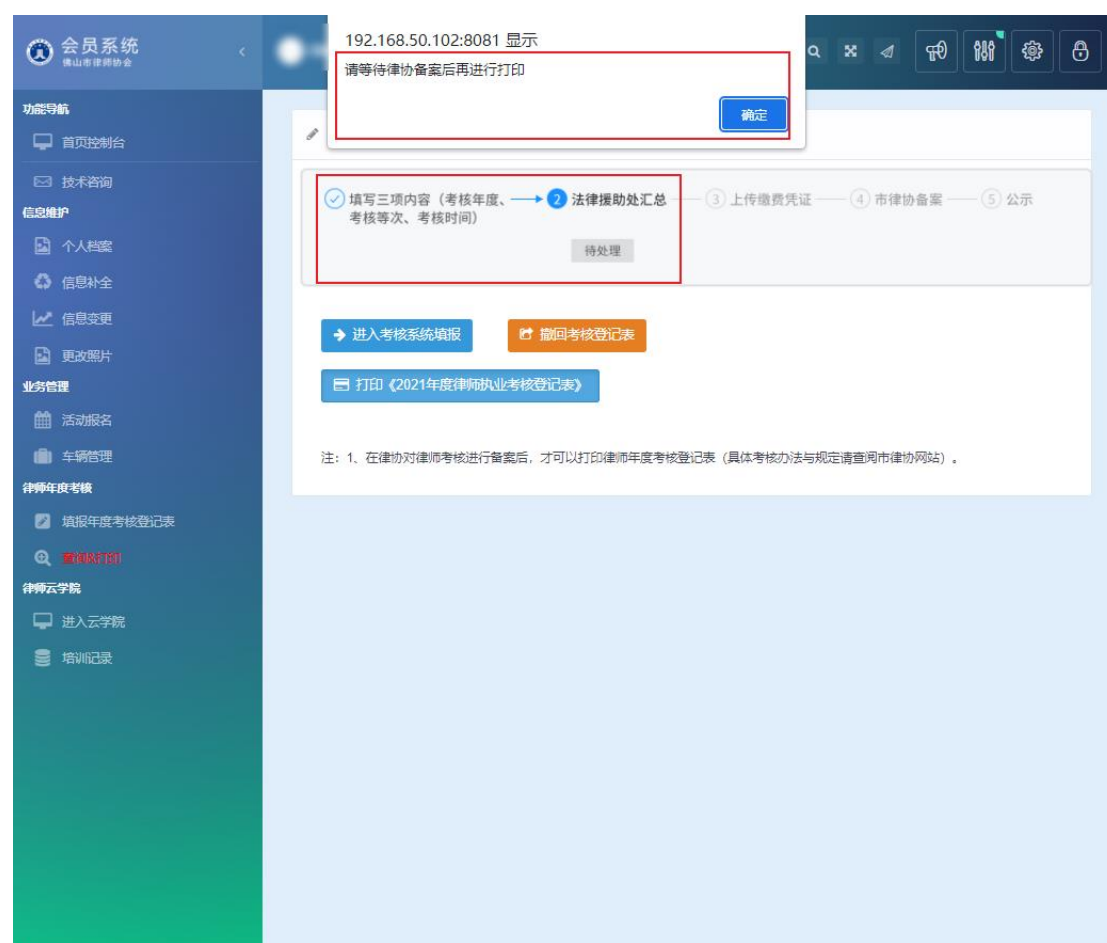 会员系统
佛山市律师协会
192.168.50.102:8081 显示
请等待律协备案后再进行打印
确定
功能导航
首页控制台
技术咨询
信息维护
个人档案
信息补全
信息变更
更改照片
业务管理
活动报名
车辆管理
律师年度考核
填报年度考核登记表
查询及打印
律师云学院
进入云学院
培训记录
填写三项内容（考核年度、
考核等次、考核时间）
2 法律援助处汇总
待处理
3 上传缴费凭证
4 市律协备案
5 公示
进入考核系统填报
撤回考核登记表
打印《2021年度律师执业考核登记表》
注：1、在律协对律师考核进行备案后，才可以打印律师年度考核登记表（具体考核办法与规定请查阅市律协网站）。